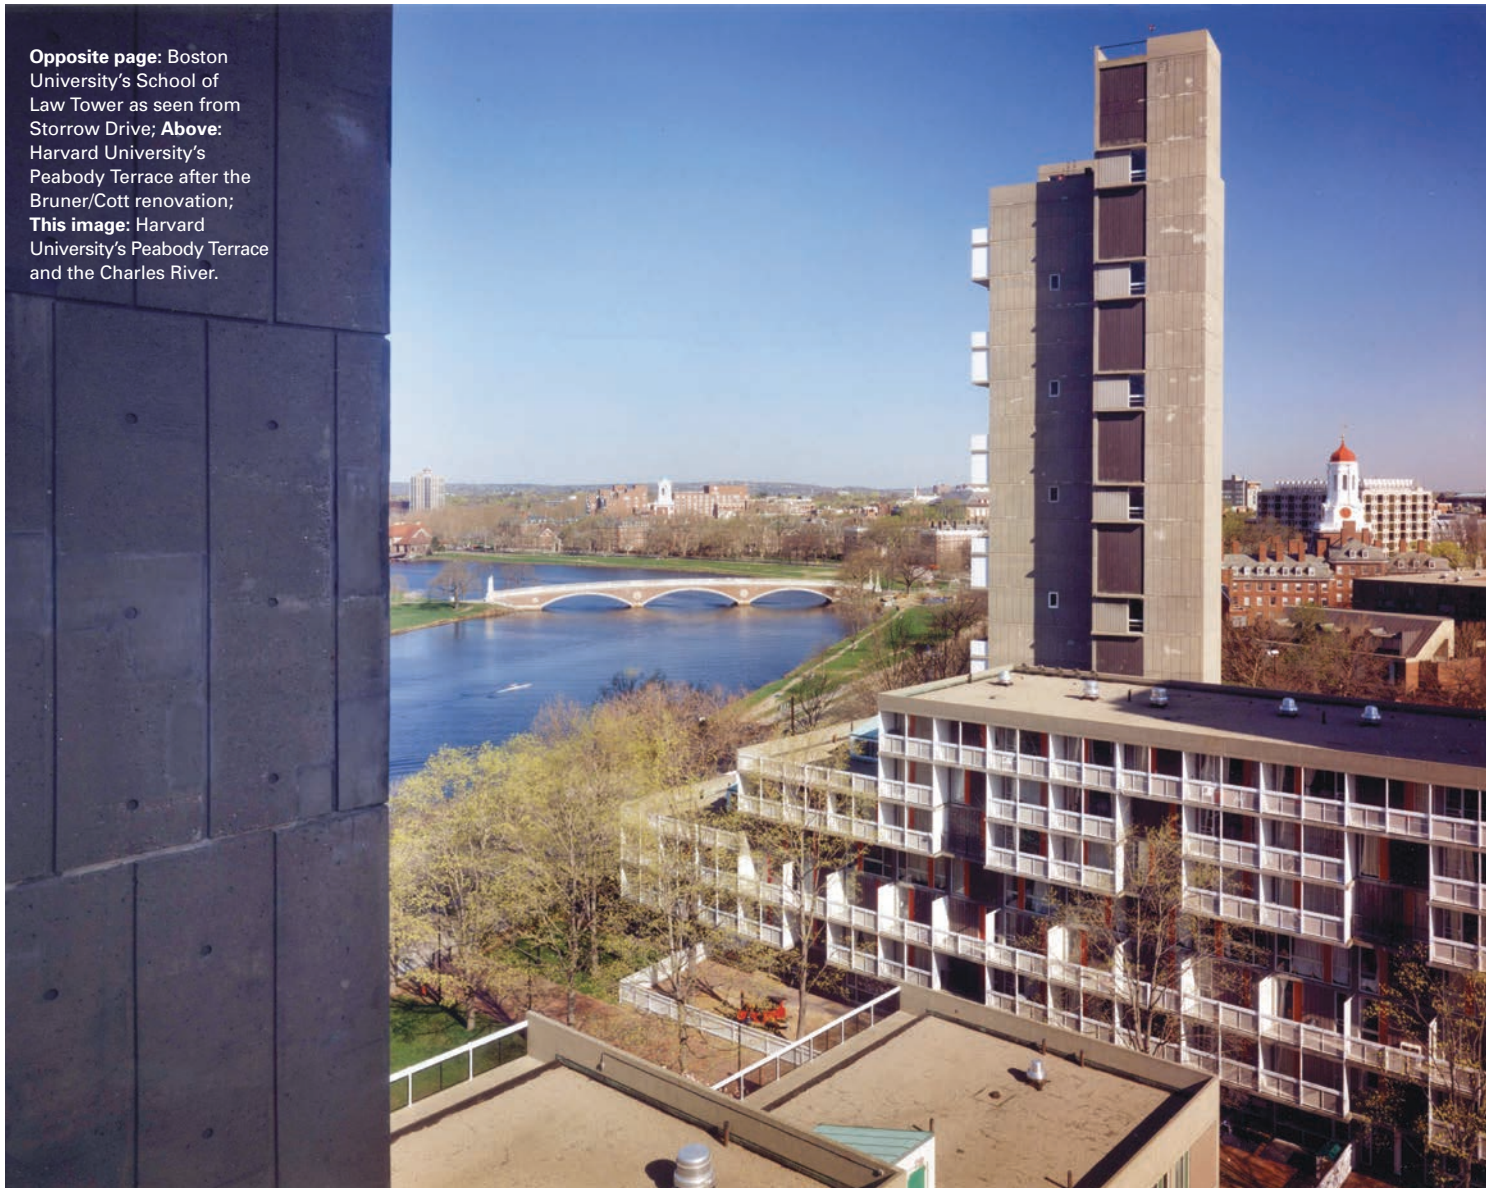 Opposite page: Boston
University’s School of
Law Tower as seen from
Storrow Drive; Above:
Harvard University’s
Peabody Terrace after the
Bruner/Cott renovation;
This image: Harvard
University’s Peabody Terrace
and the Charles River.